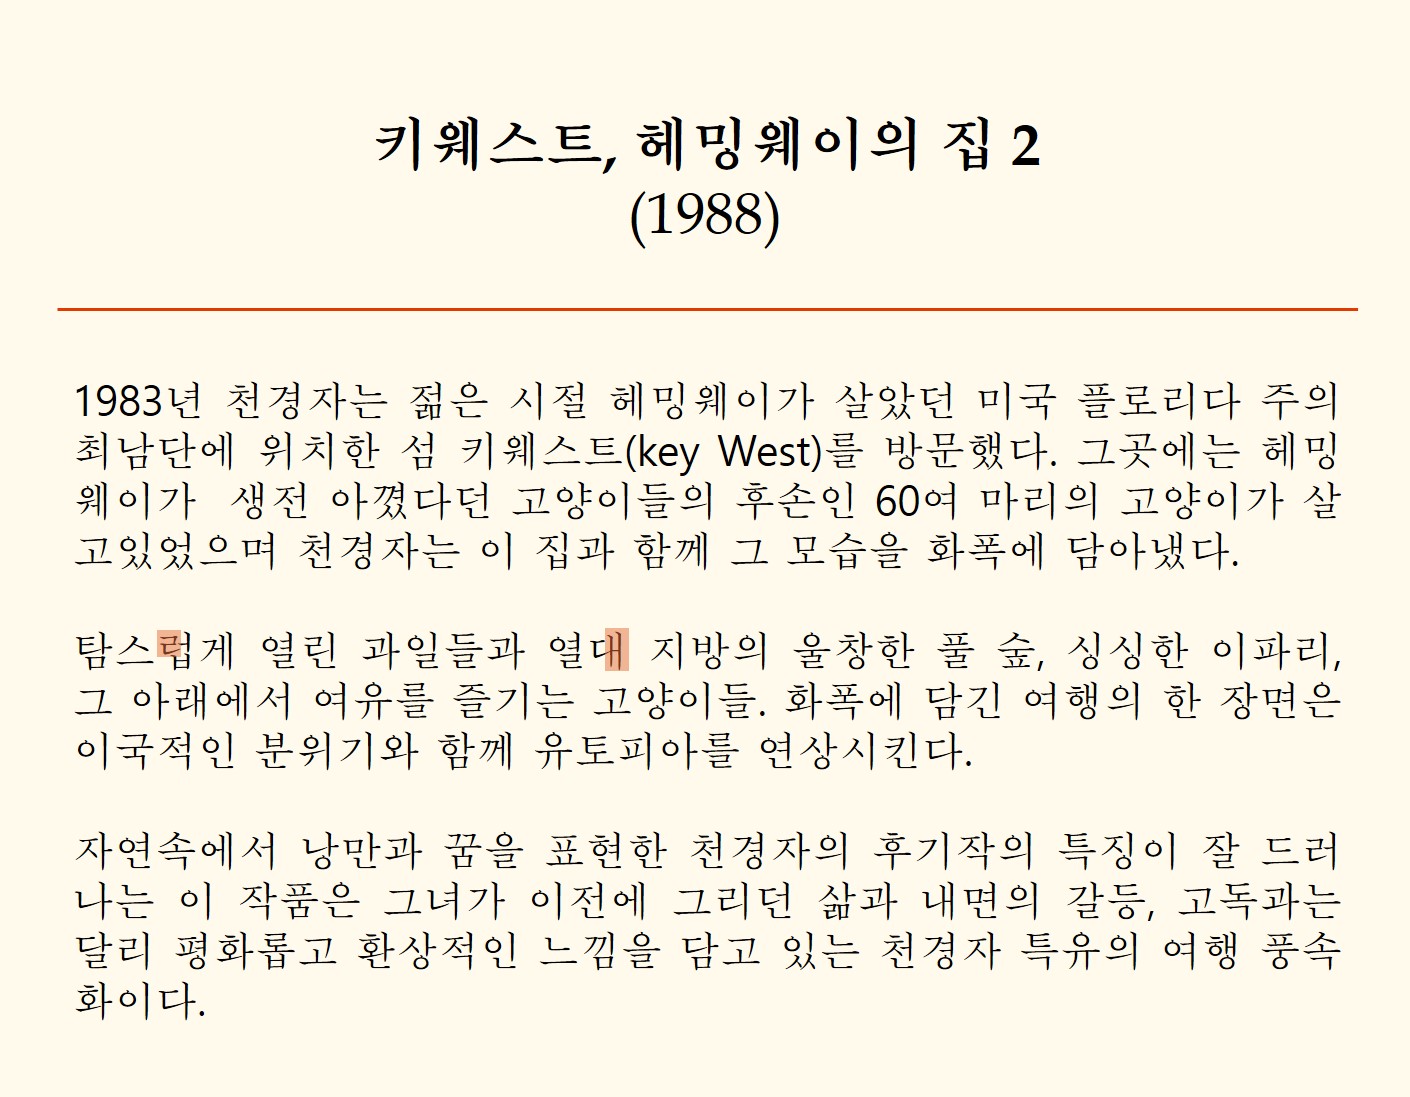 키웨스트, 헤밍웨이의 집 2
(1988)
1983년 천경자는 젊은 시절 헤밍웨이가 살았던 미국 플로리다 주의
최남단에 위치한 섬 키웨스트(key West)를 방문했다. 그곳에는 헤밍
웨이가 생전 아꼈다던 고양이들의 후손인 60여 마리의 고양이가 살
고있었으며 천경자는 이 집과 함께 그 모습을 화폭에 담아냈다.
탐스럽게 열린 과일들과 열대 지방의 울창한 풀 숲, 싱싱한 이파리,
그 아래에서 여유를 즐기는 고양이들. 화폭에 담긴 여행의 한 장면은
이국적인 분위기와 함께 유토피아를 연상시킨다.
자연속에서 낭만과 꿈을 표현한 천경자의 후기작의 특징이 잘 드러
나는 이 작품은 그녀가 이전에 그리던 삶과 내면의 갈등, 고독과는
달리 평화롭고 환상적인 느낌을 담고 있는 천경자 특유의 여행 풍속
화이다.